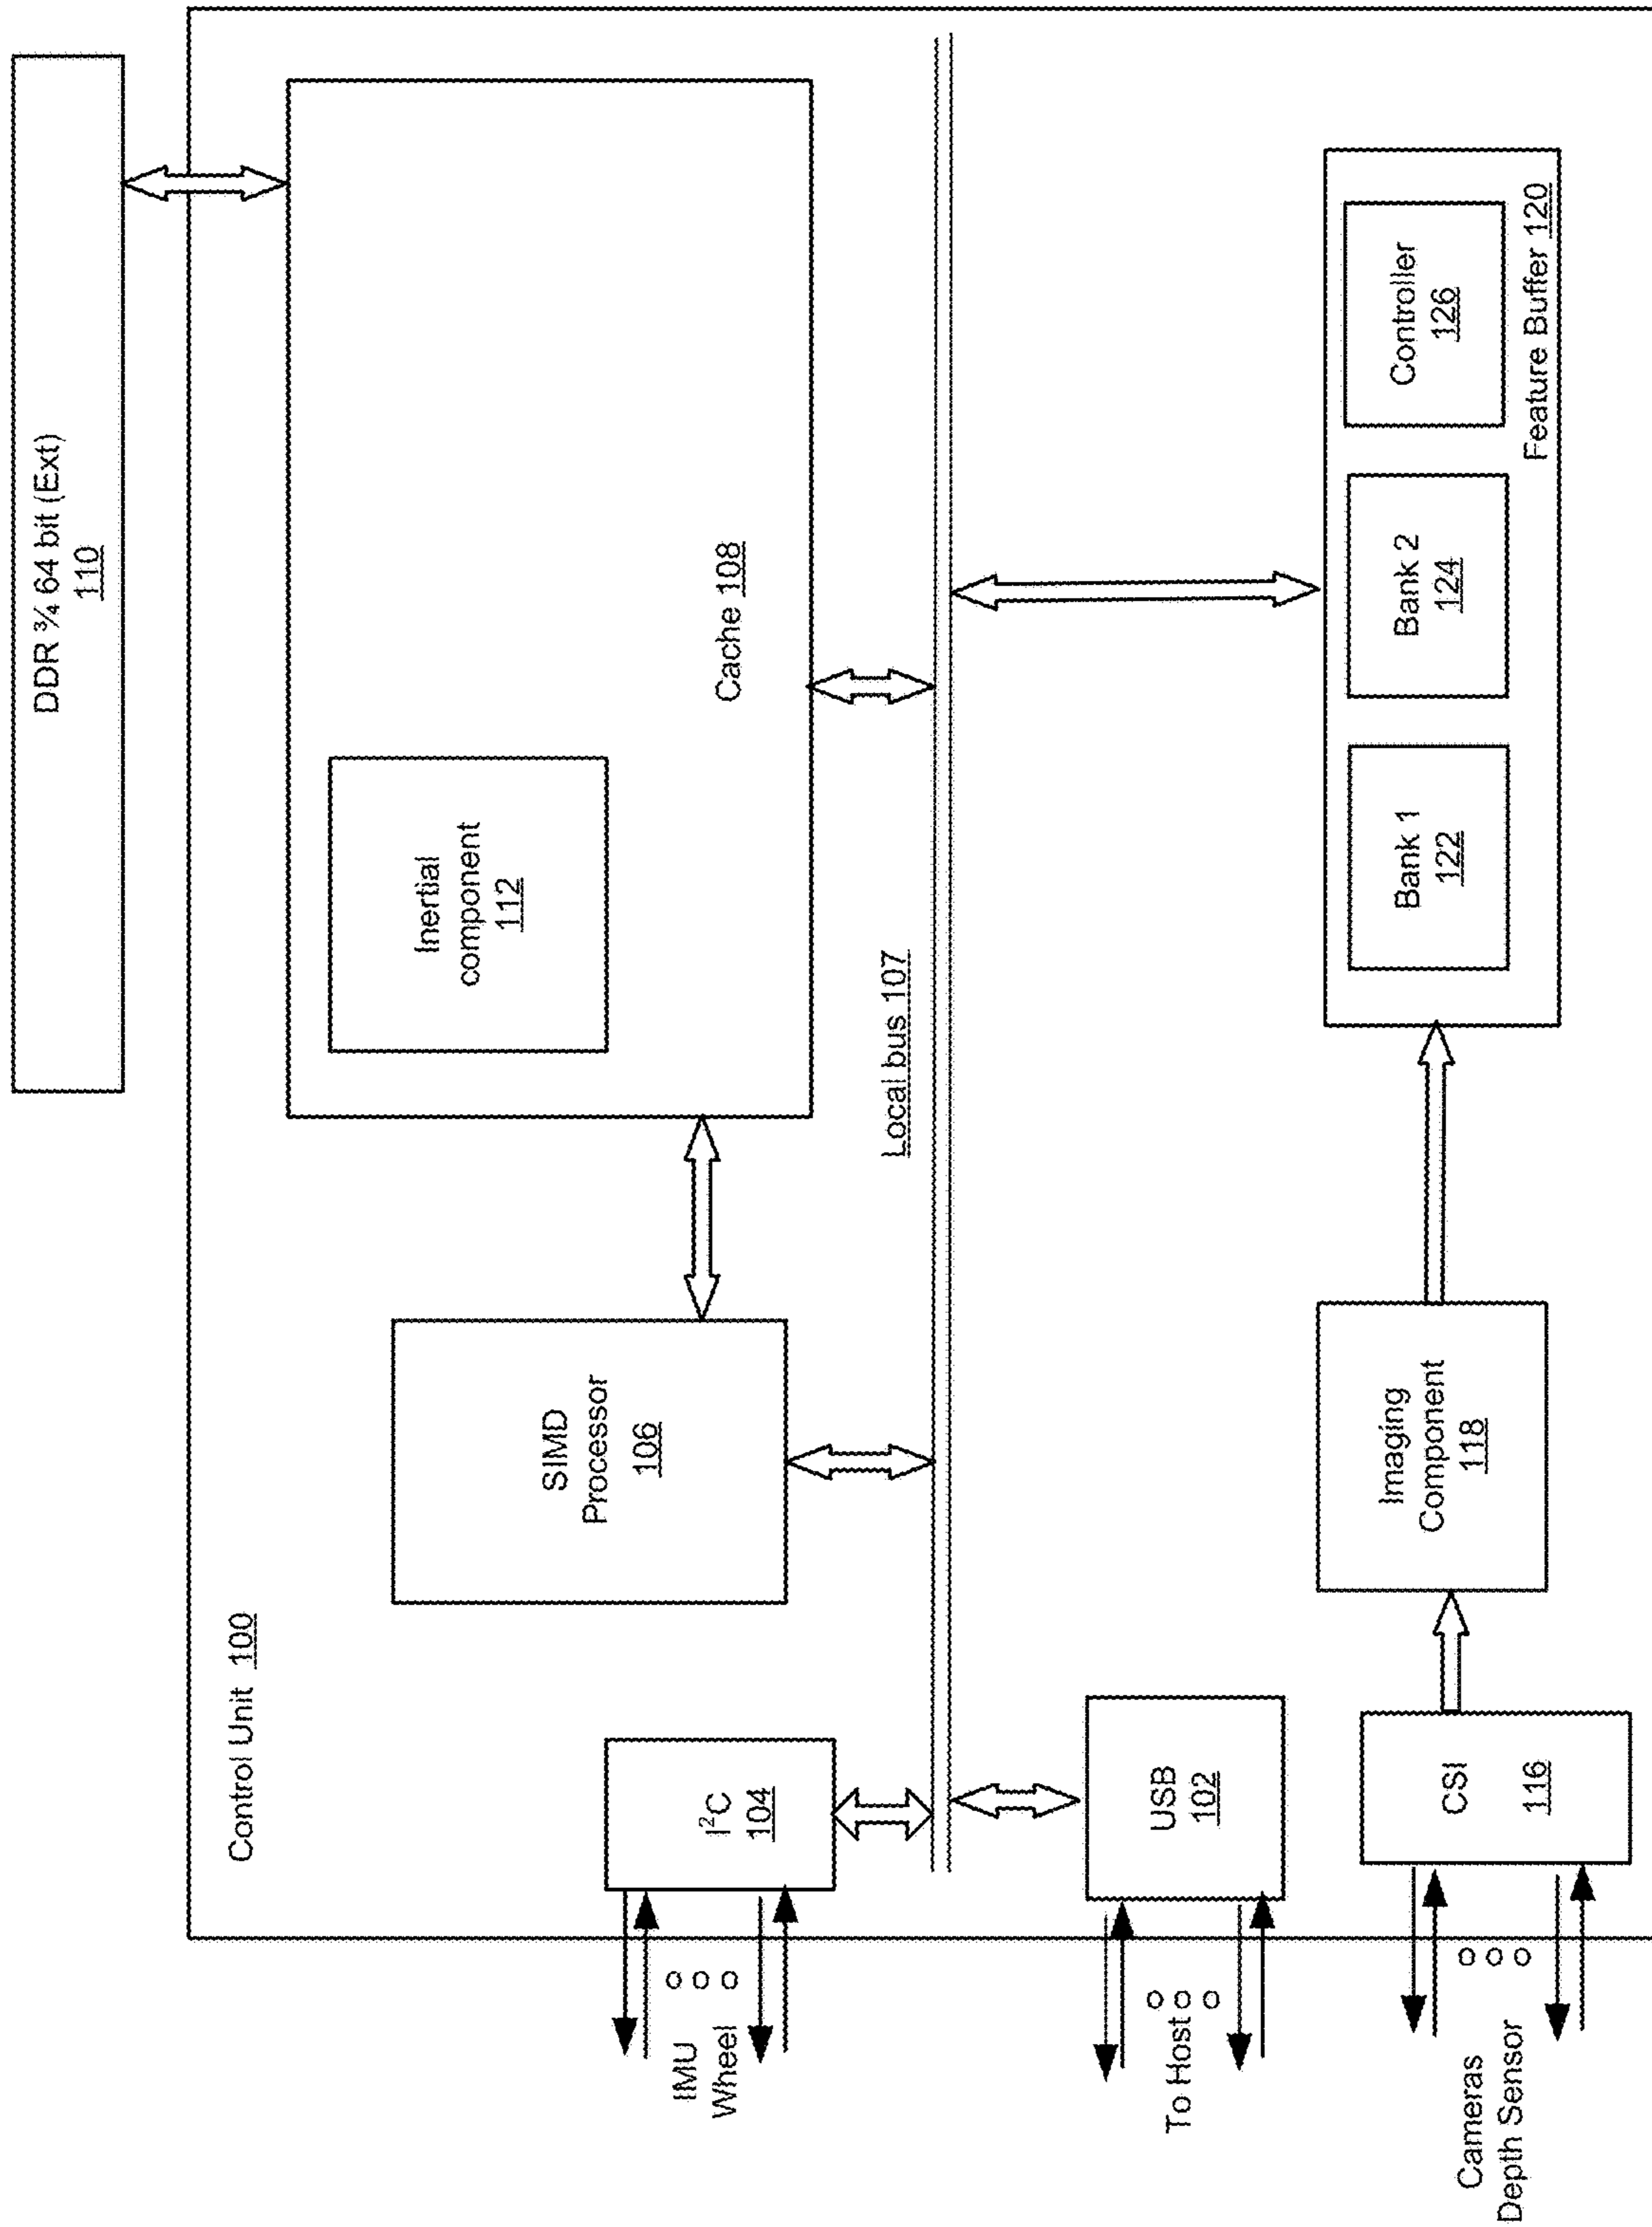 DDR ¾ 64 bit (Ext)
110
Control Unit 100
Inertial
component
112
Cache 108
SIMD
Processor
106
I²C
104
IMU
Wheel
Local bus 107
USB
102
To Host
CSI
116
Cameras
Depth Sensor
Imaging
Component
118
Bank 1
122
Bank 2
124
Controller
126
Feature Buffer 120